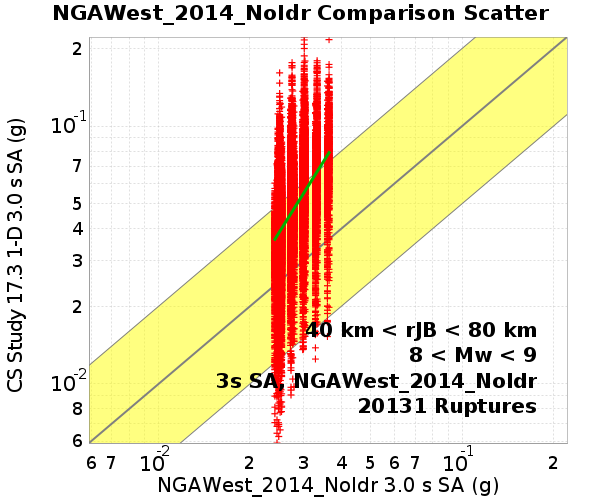 NGAWest_2014_NoIdr Comparison Scatter
CS Study 17.3 1-D 3.0 s SA (g)
2
10⁻¹
7
5
4
3
2
10⁻²
8
6
40 km < rJB < 80 km
8 < Mw < 9
3s SA, NGAWest_2014_NoIdr
20131 Ruptures
6 7 10⁻² 2 3 4 5 6 7 10⁻¹ 2
NGAWest_2014_NoIdr 3.0 s SA (g)